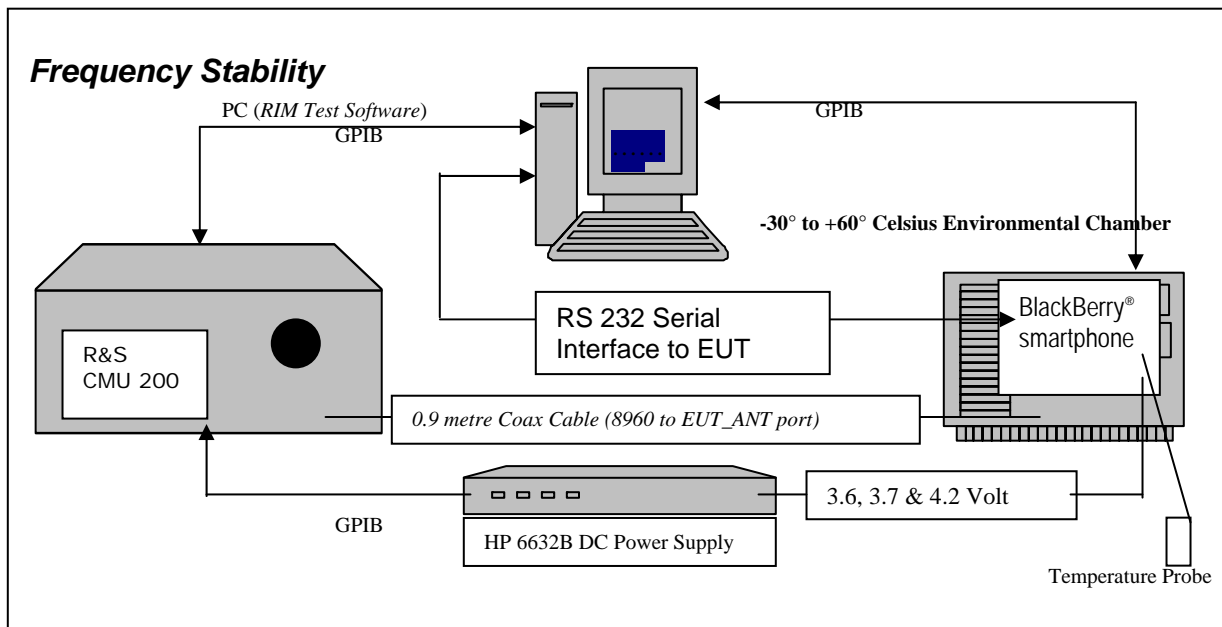 Frequency Stability
PC (RIM Test Software)
GPIB
GPIB
-30° to +60° Celsius Environmental Chamber
RS 232 Serial
Interface to EUT
BlackBerry®
smartphone
R&S
CMU 200
0.9 metre Coax Cable (8960 to EUT_ANT port)
3.6, 3.7 & 4.2 Volt
GPIB
HP 6632B DC Power Supply
Temperature Probe